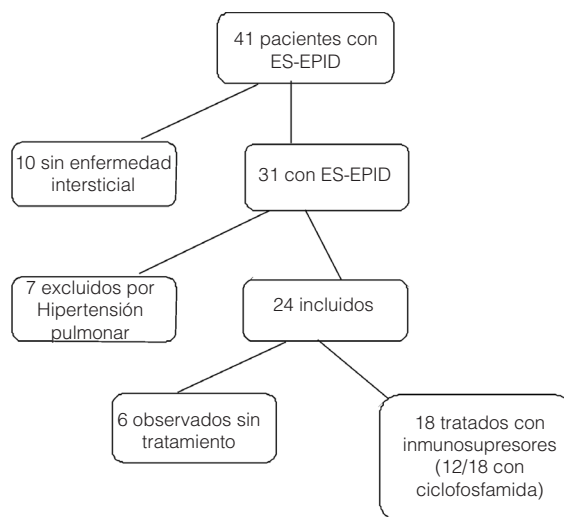 41 pacientes con
ES-EPID
10 sin enfermedad
intersticial
31 con ES-EPID
7 excluidos por
Hipertensión
pulmonar
24 incluidos
6 observados sin
tratamiento
18 tratados con
inmunosupresores
(12/18 con
ciclofosfamida)